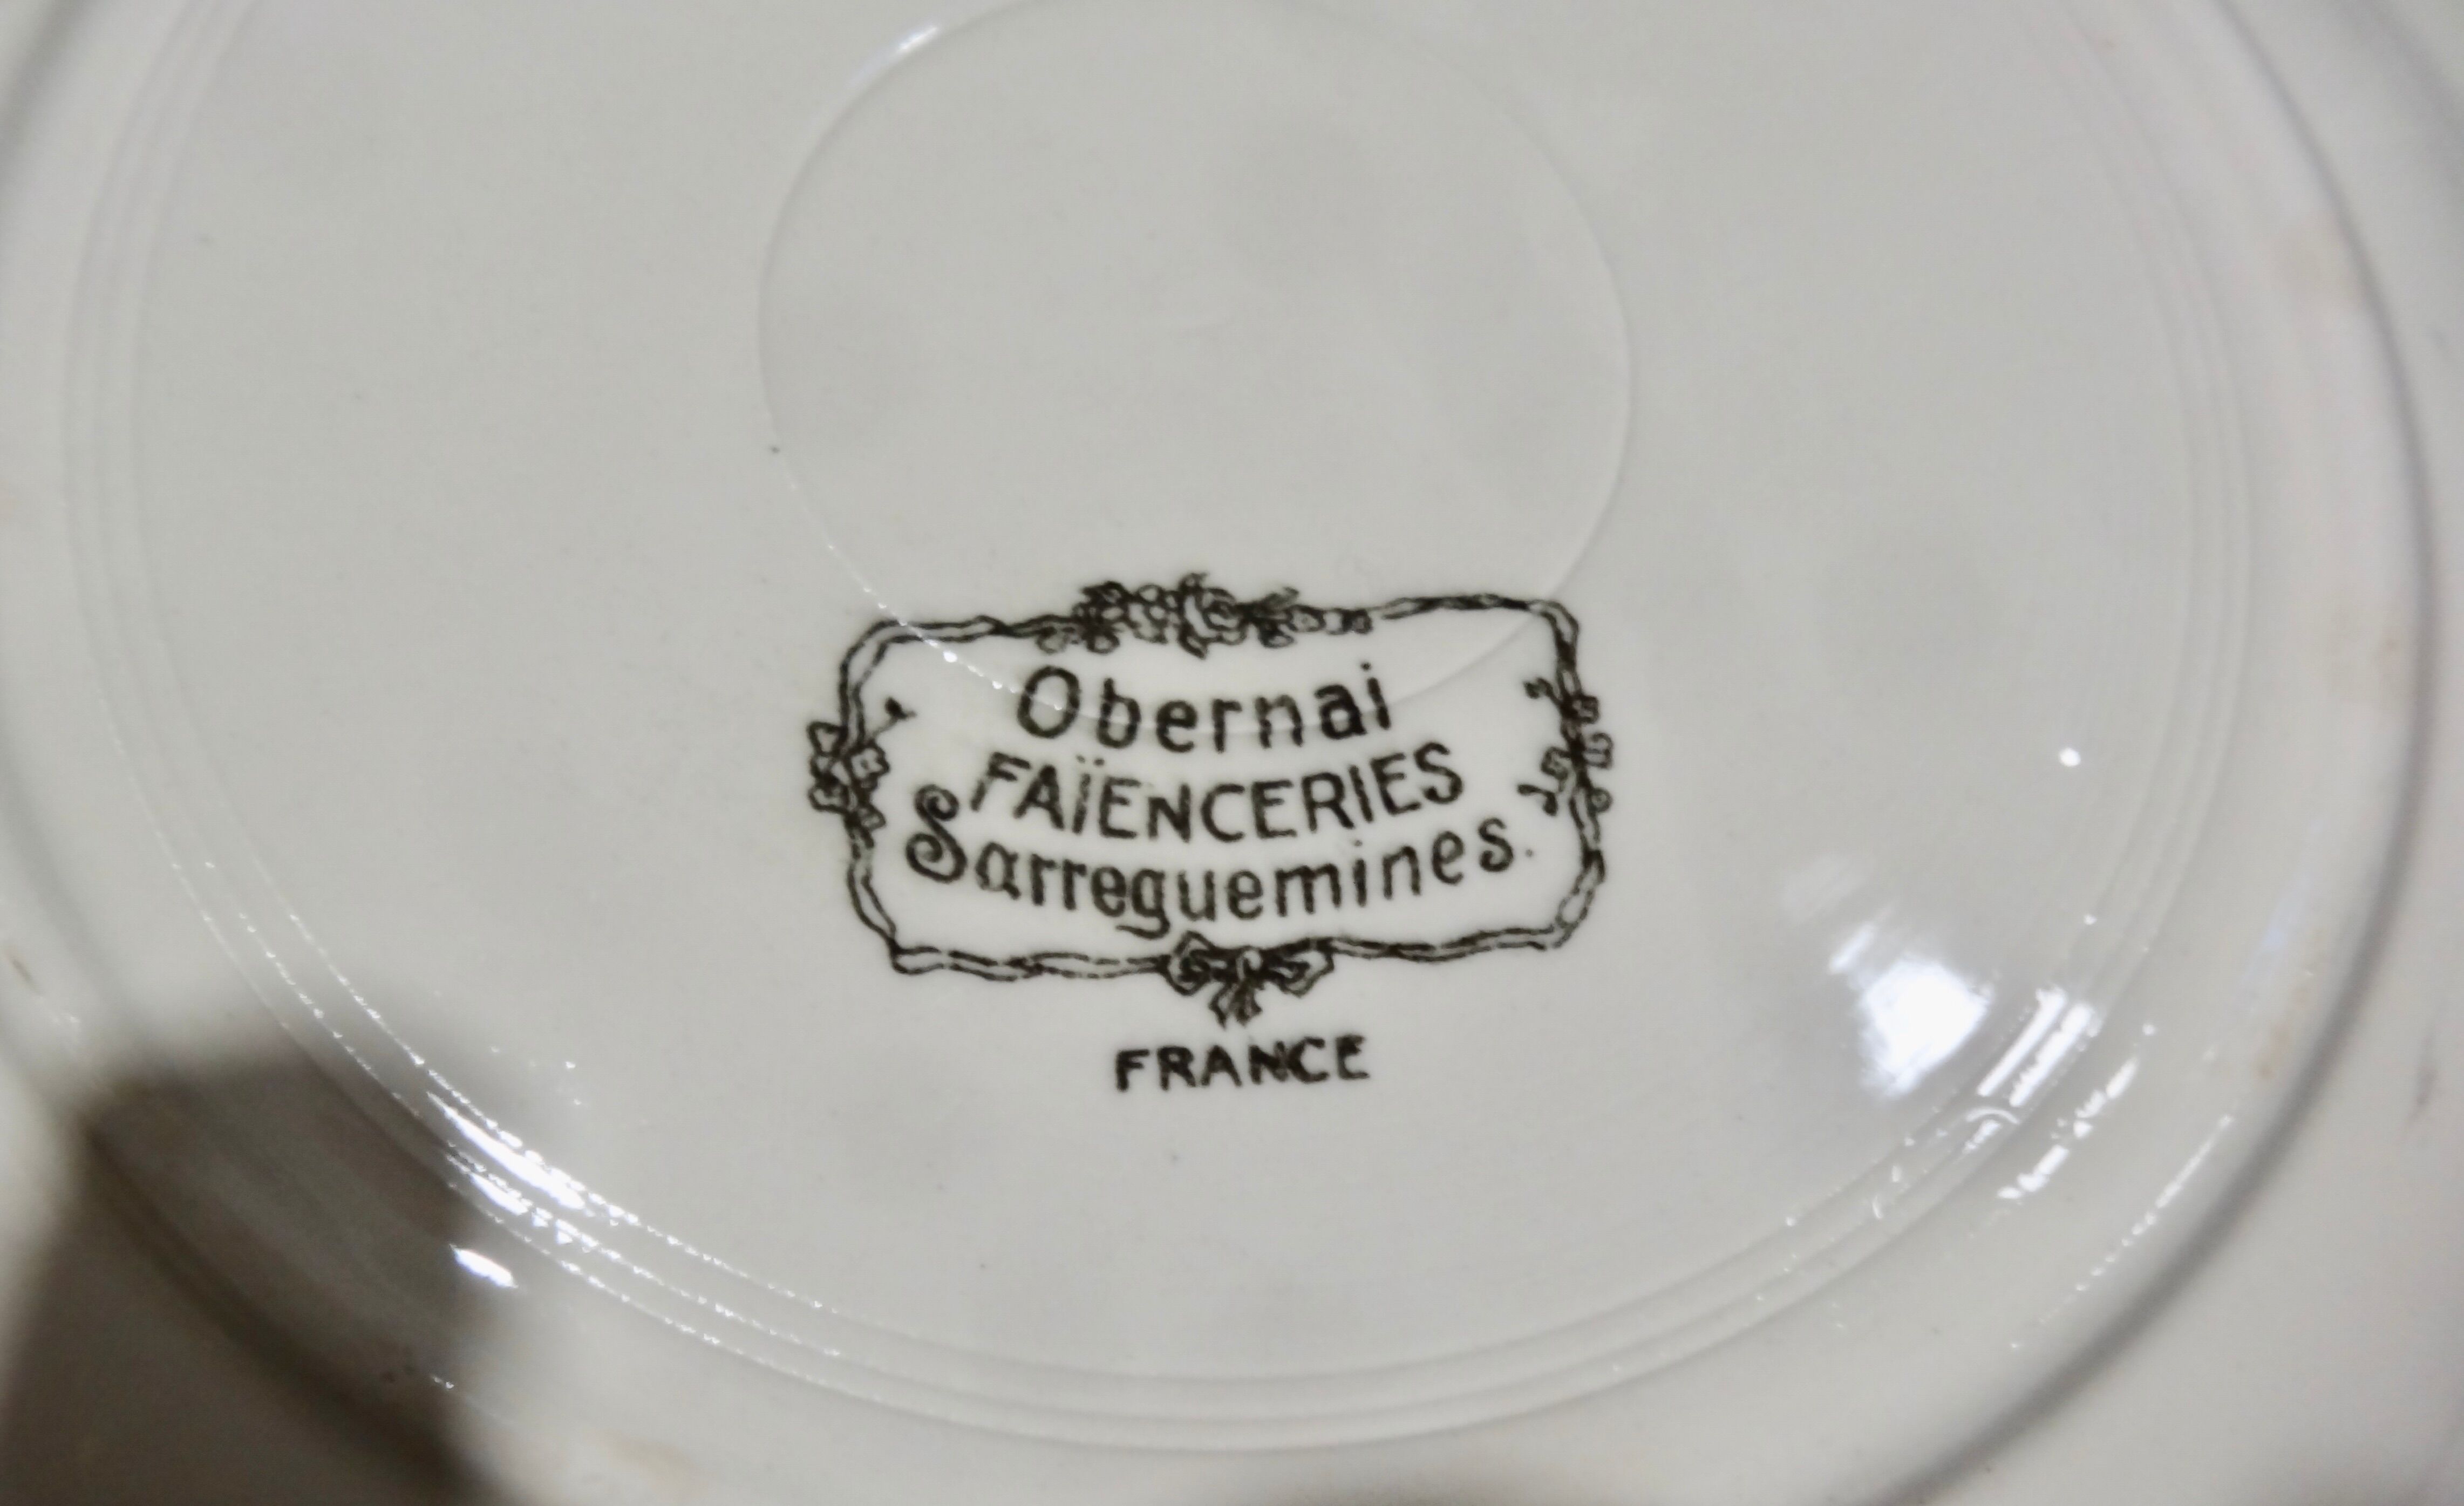 Obernai
FAÏENCERIES
Sarreguemines.
FRANCE